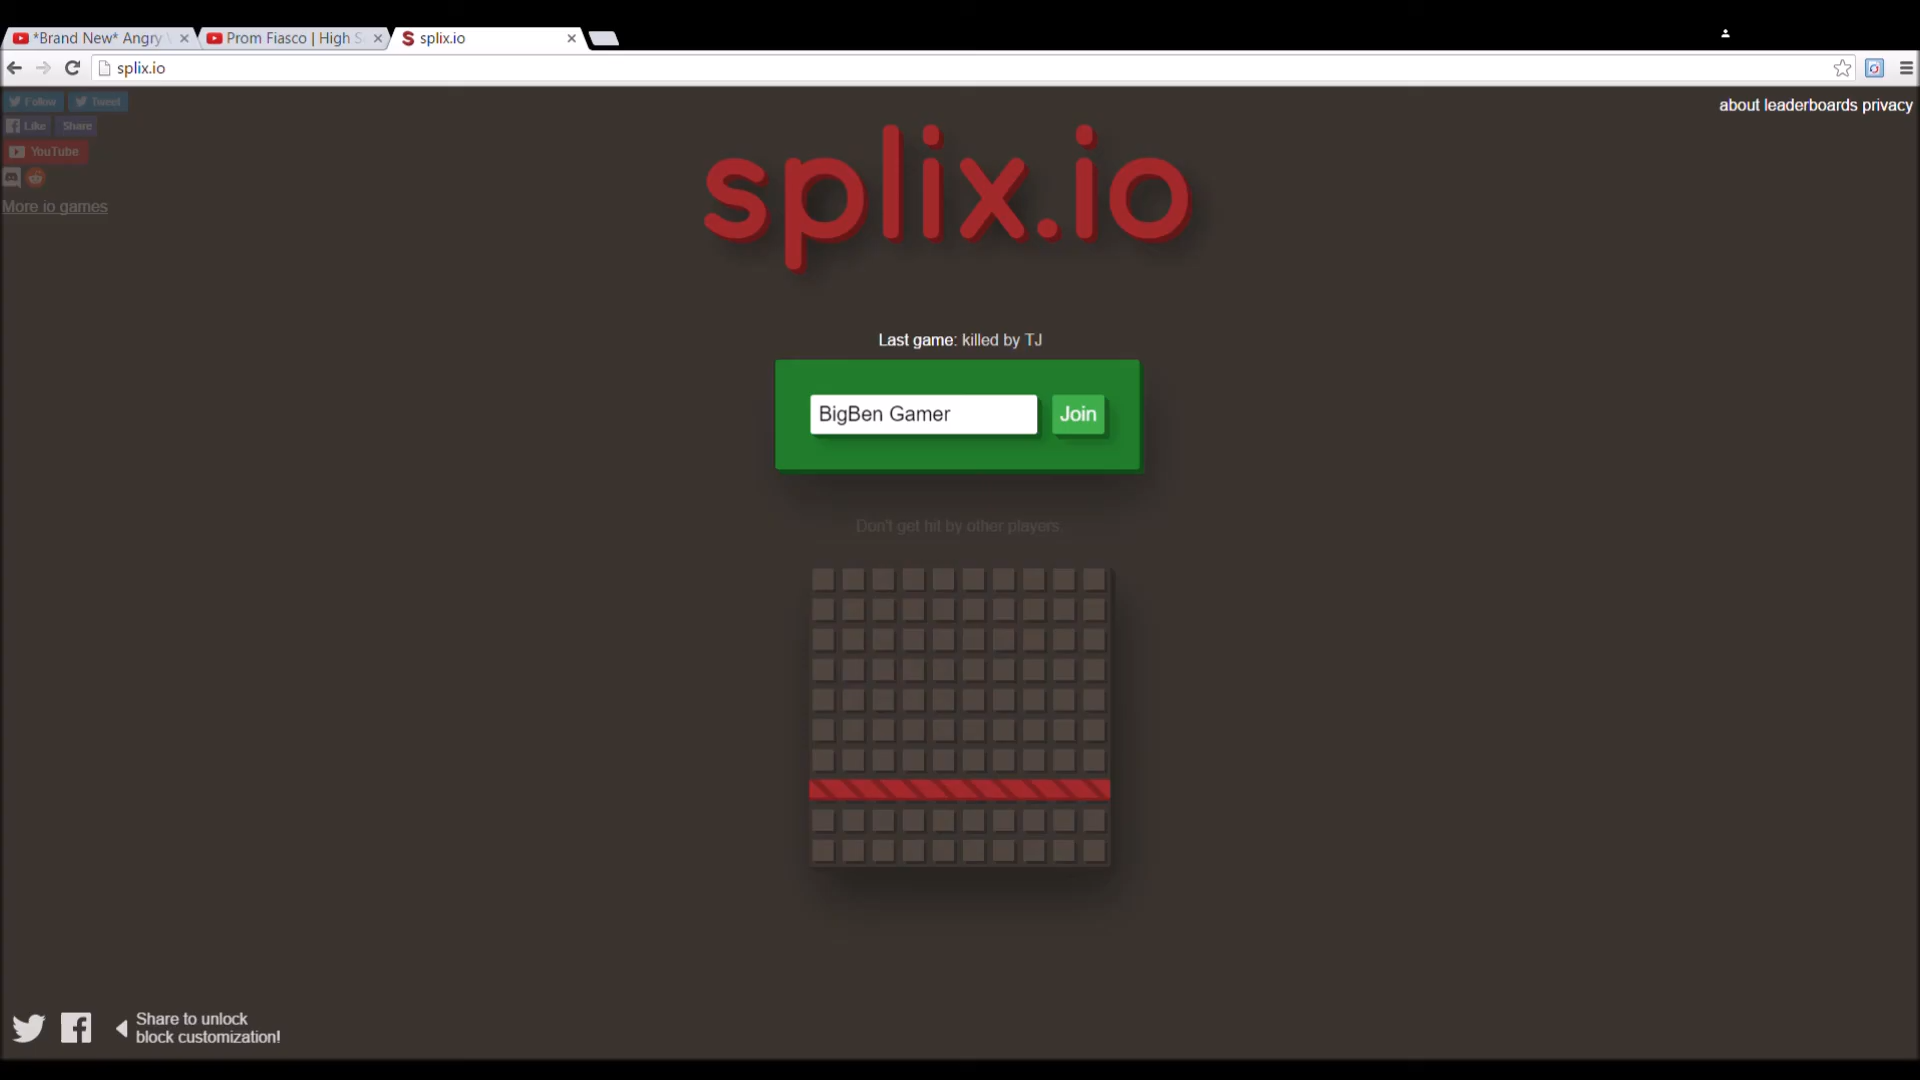 *Brand New* Angry
Prom Fiasco | High S
splix.io
splix.io
Follow
Tweet
Like
Share
YouTube
More io games
about leaderboards privacy
splix.io
Last game: killed by TJ
BigBen Gamer
Join
Don't get hit by other players.
Share to unlock
block customization!